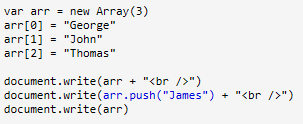 var arr = new Array(3)
arr[0] = "George"
arr[1] = "John"
arr[2] = "Thomas"

document.write(arr + "<br />")
document.write(arr.push("James") + "<br />")
document.write(arr)